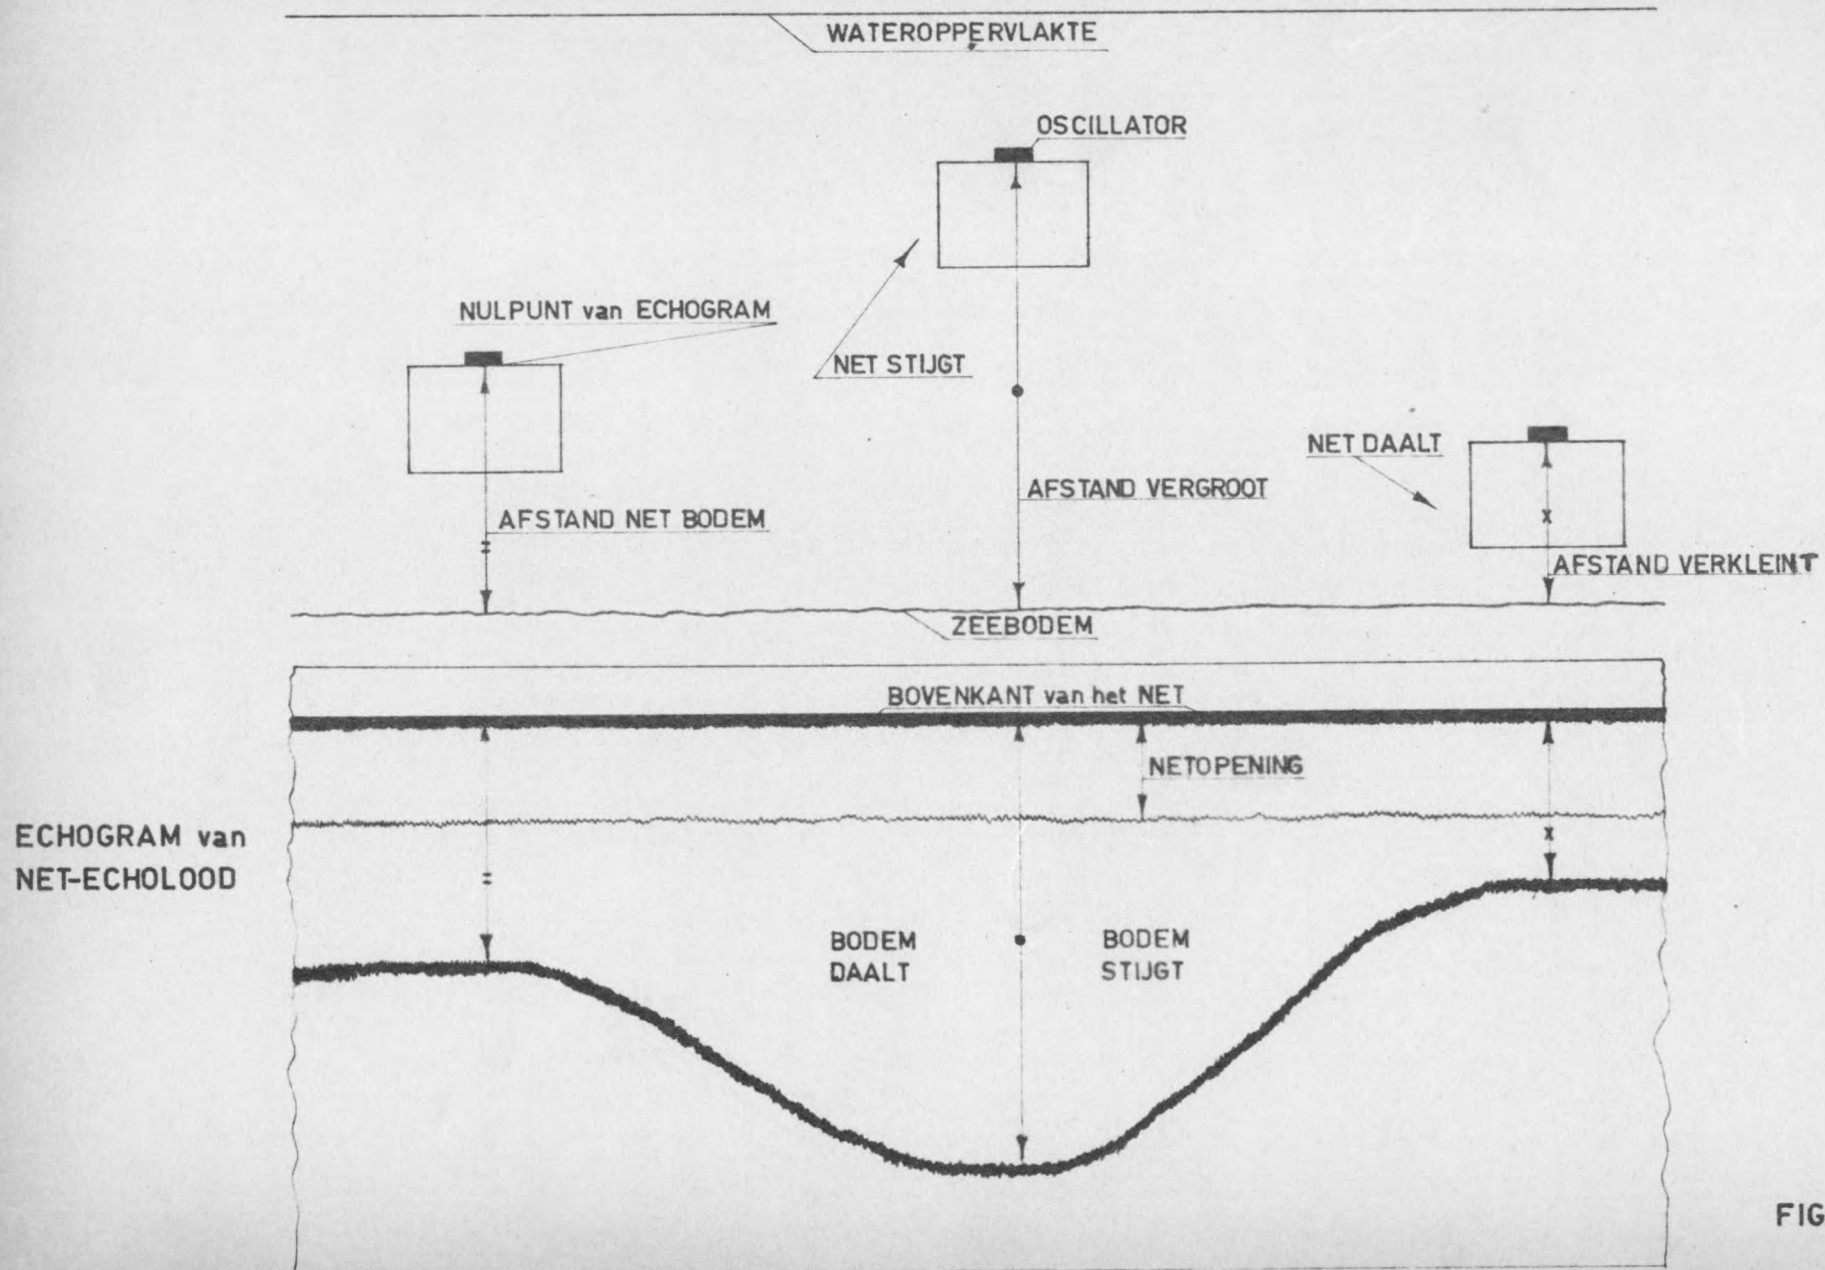 WATEROPPERVLAKTE
OSCILLATOR
NULPUNT van ECHOGRAM
NET STIJGT
NET DAALT
AFSTAND VERGROOT
AFSTAND NET BODEM
AFSTAND VERKLEINT
ZEEBODEM
BOVENKANT van het NET
NETOPENING
ECHOGRAM van
NET-ECHOLOOD
BODEM
DAALT
BODEM
STIJGT
FIG